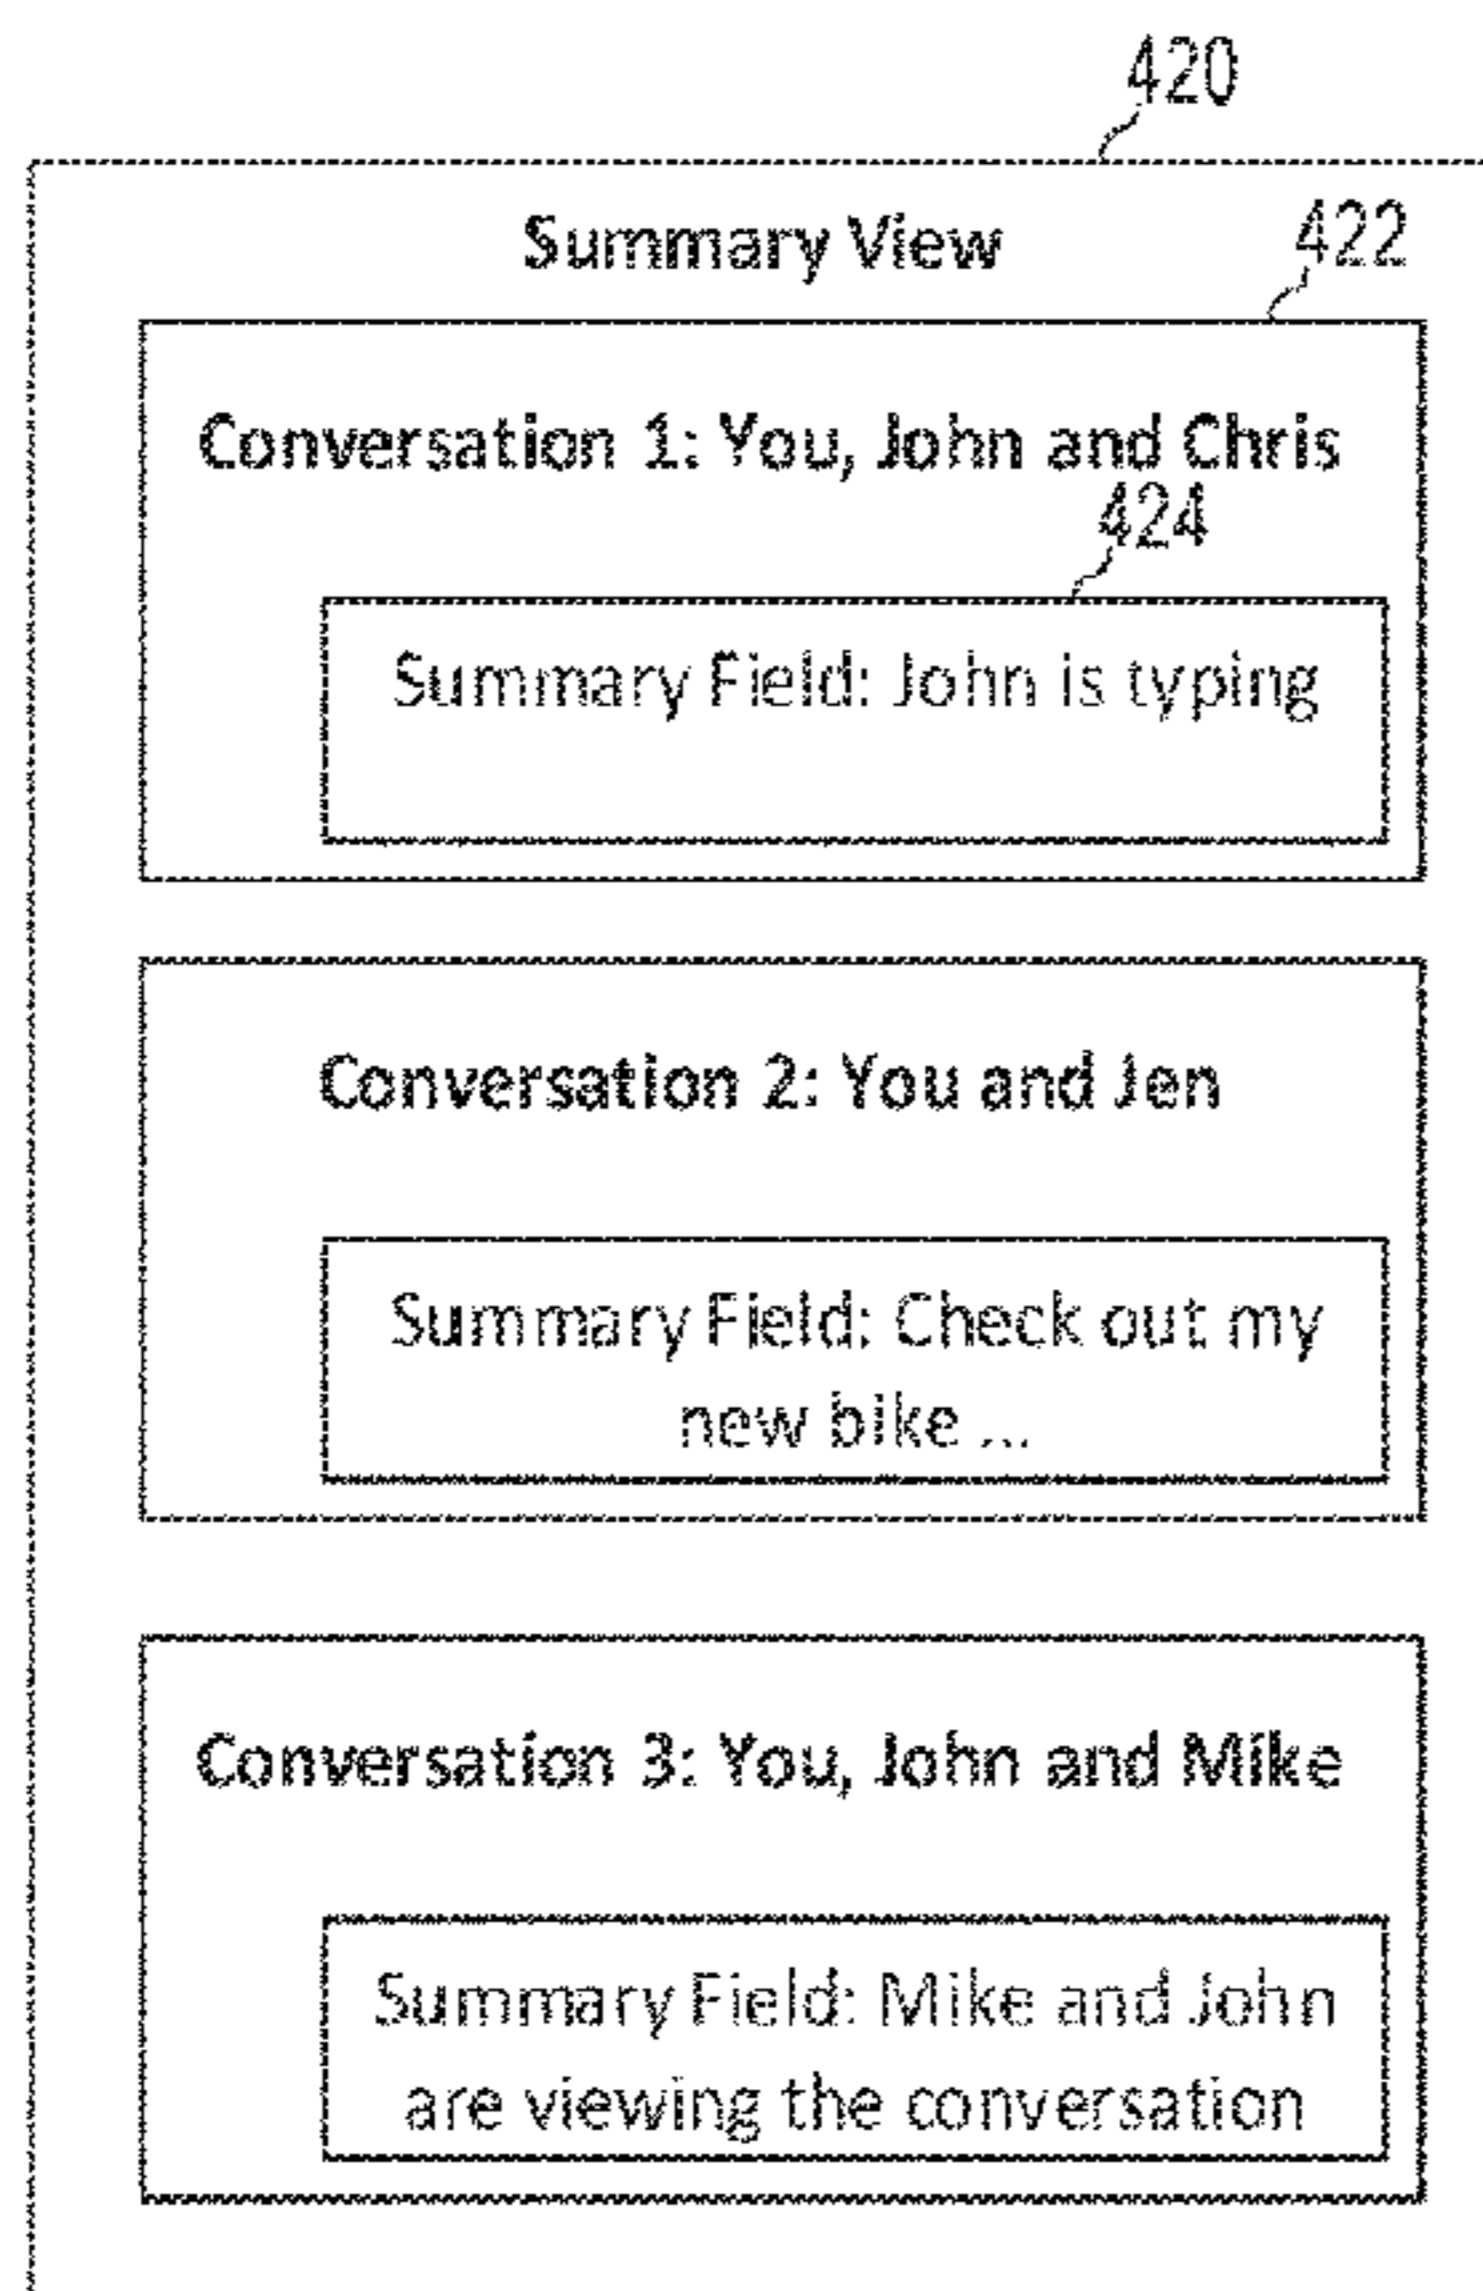 420
Summary View
422
Conversation 1: You, John and Chris
424
Summary Field: John is typing
Conversation 2: You and Jen
Summary Field: Check out my
new bike ...
Conversation 3: You, John and Mike
Summary Field: Mike and John
are viewing the conversation